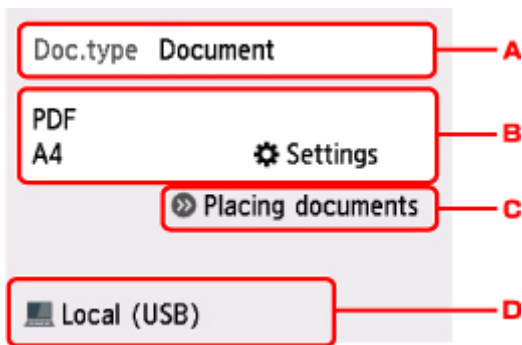 Doc.type Document A
PDF
A4 Settings B
Placing documents C
Local (USB) D